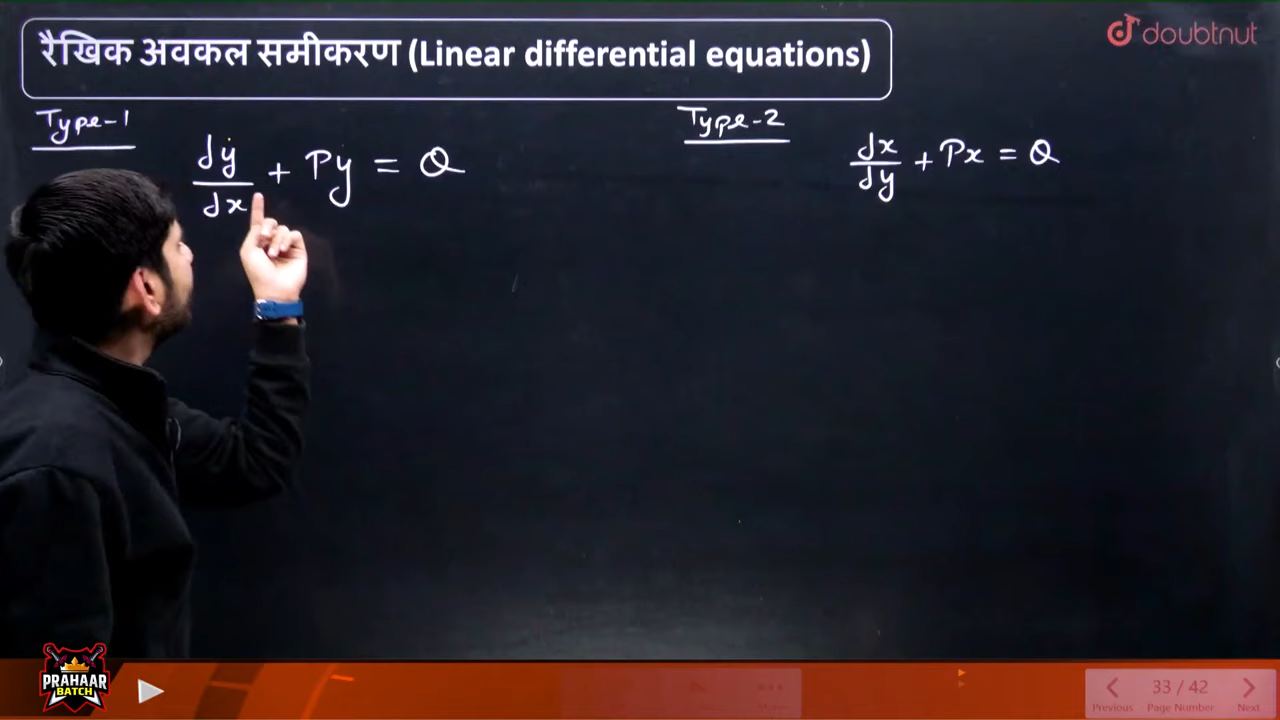 रैखिक अवकल समीकरण (Linear differential equations)
doubtnut
Type-1
dy/dx + Py = Q
Type-2
dx/dy + Px = Q
PRAHAAR
BATCH
33 / 42
Previous Page Number Next